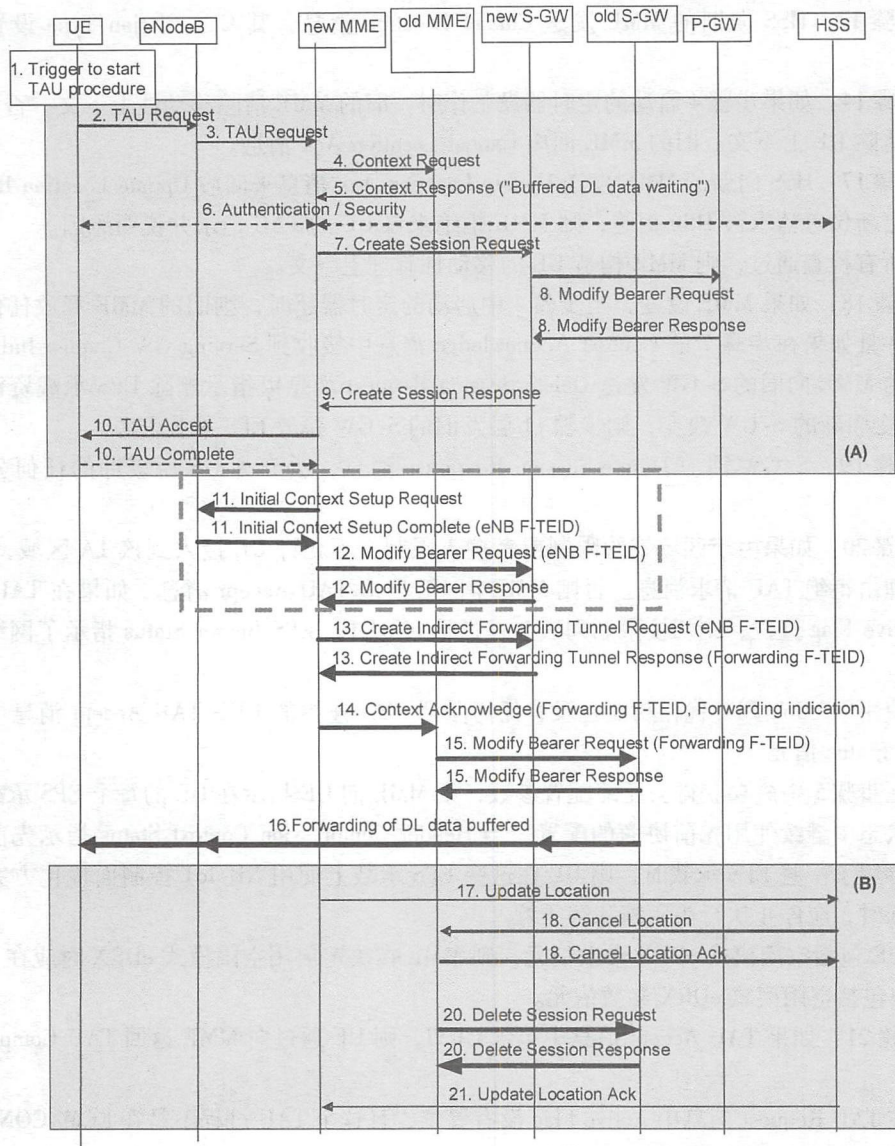 UE
eNodeB
new MME
old MME/
new S-GW
old S-GW
P-GW
HSS
1. Trigger to start
TAU procedure
2. TAU Request
3. TAU Request
4. Context Request
5. Context Response ("Buffered DL data waiting")
6. Authentication / Security
7. Create Session Request
8. Modify Bearer Request
8. Modify Bearer Response
9. Create Session Response
10. TAU Accept
10. TAU Complete
(A)
11. Initial Context Setup Request
11. Initial Context Setup Complete (eNB F-TEID)
12. Modify Bearer Request (eNB F-TEID)
12. Modify Bearer Response
13. Create Indirect Forwarding Tunnel Request (eNB F-TEID)
13. Create Indirect Forwarding Tunnel Response (Forwarding F-TEID)
14. Context Acknowledge (Forwarding F-TEID, Forwarding indication)
15. Modify Bearer Request (Forwarding F-TEID)
15. Modify Bearer Response
16.Forwarding of DL data buffered
(B)
17. Update Location
18. Cancel Location
18. Cancel Location Ack
20. Delete Session Request
20. Delete Session Response
21. Update Location Ack